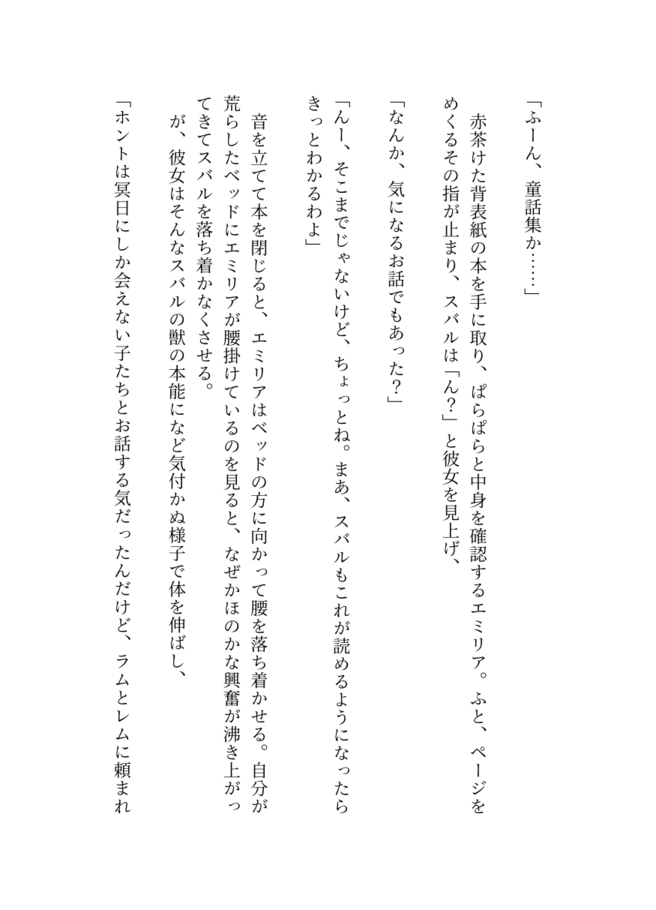 「ふーん、童話集か……」
赤茶けた背表紙の本を手に取り、ぱらぱらと中身を確認するエミリア。ふと、ページを
めくるその指が止まり、スバルは「ん？」と彼女を見上げ、
「なんか、気になるお話でもあった？」
「んー、そこまでじゃないけど、ちょっとね。まあ、スバルもこれが読めるようになったら
きっとわかるわよ」
音を立てて本を閉じると、エミリアはベッドの方に向かって腰を落ち着かせる。自分が
荒らしたベッドにエミリアが腰掛けているのを見ると、なぜかほのかな興奮が沸き上がっ
てきてスバルを落ち着かなくさせる。
が、彼女はそんなスバルの獣の本能になど気付かぬ様子で体を伸ばし、
「ホントは冥日にしか会えない子たちとお話する気だったんだけど、ラムとレムに頼まれ